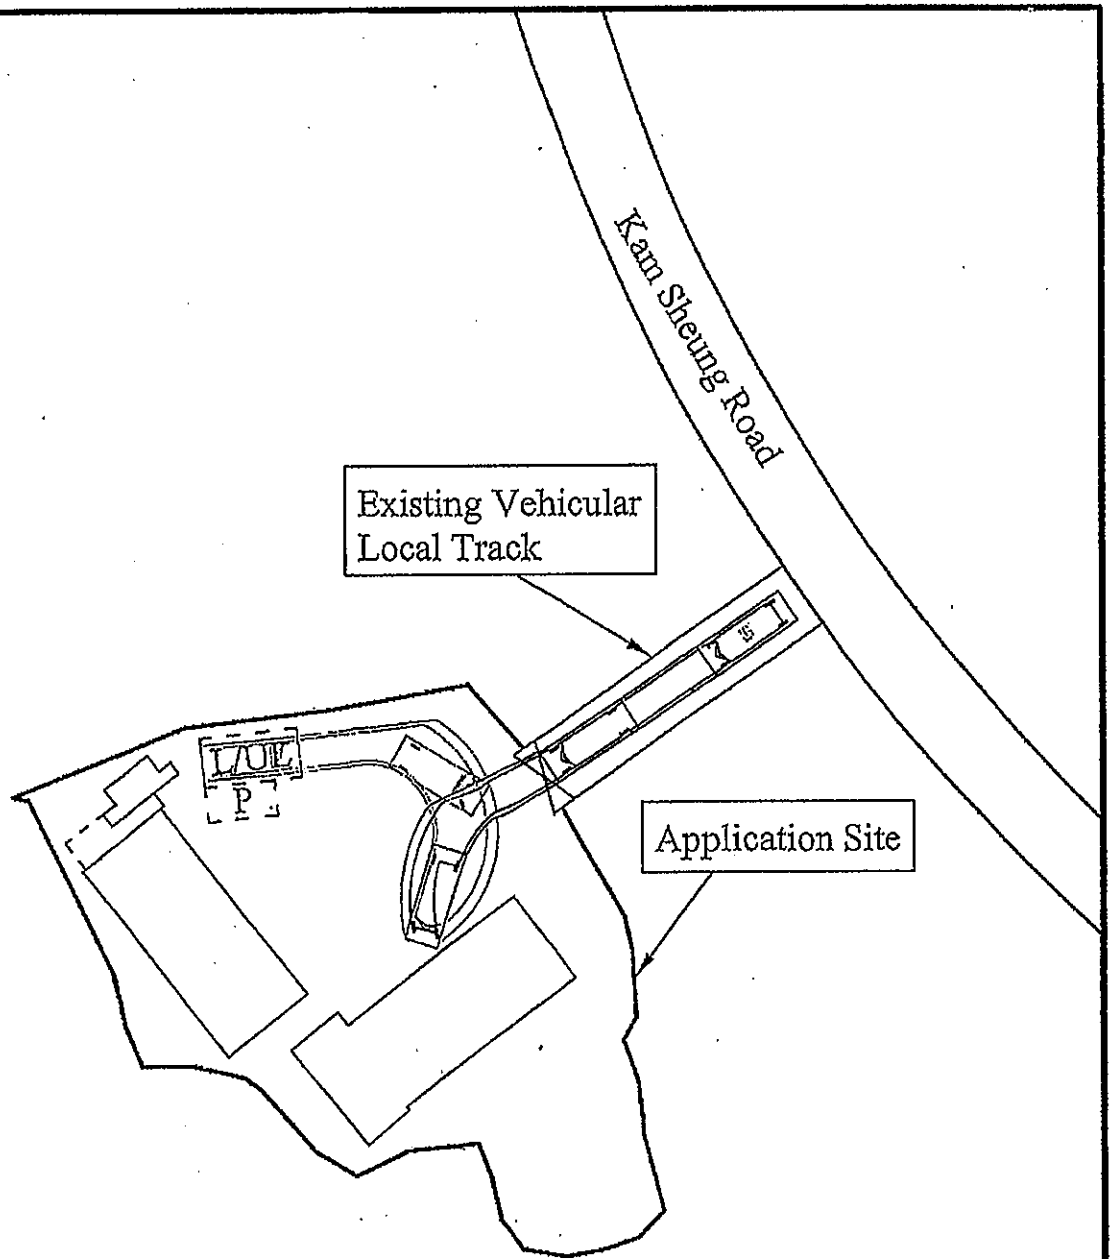 Kam Sheung Road
Existing Vehicular
Local Track
L/UL
P
Application Site